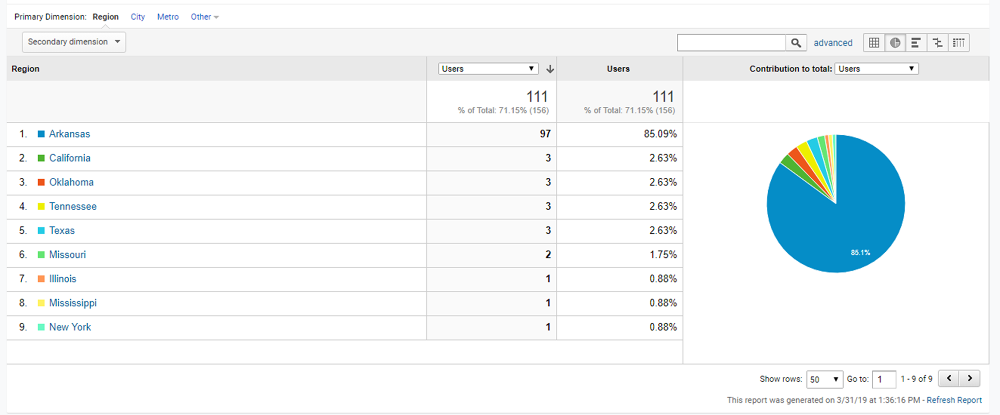 Primary Dimension: Region City Metro Other
Secondary dimension advanced
Region Users Users Contribution to total: Users
111 111
% of Total: 71.15% (156) % of Total: 71.15% (156)
1. Arkansas 97 85.09%
2. California 3 2.63%
3. Oklahoma 3 2.63%
4. Tennessee 3 2.63%
5. Texas 3 2.63%
6. Missouri 2 1.75%
7. Illinois 1 0.88%
8. Mississippi 1 0.88%
9. New York 1 0.88%
85.1%
Show rows: 50 Go to: 1 1 - 9 of 9
This report was generated on 3/31/19 at 1:36:16 PM - Refresh Report